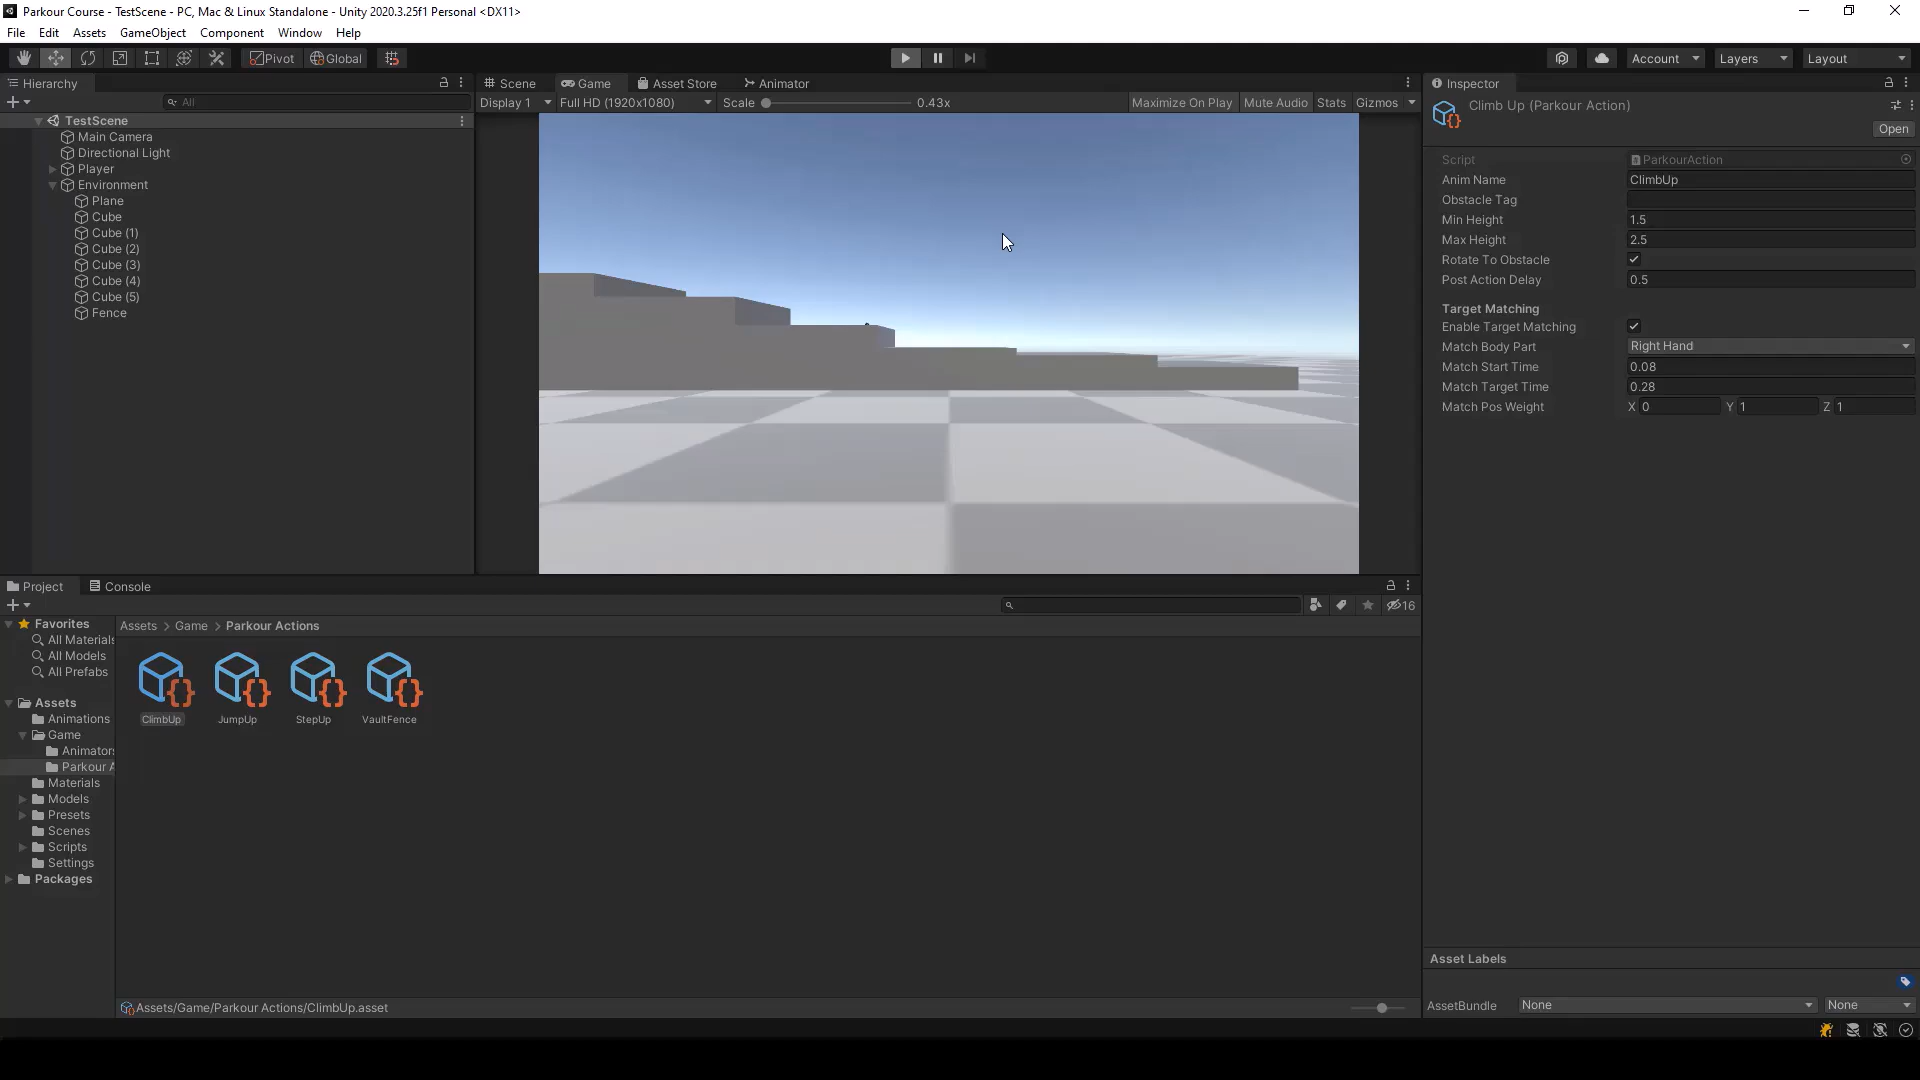 Parkour Course - TestScene - PC, Mac & Linux Standalone - Unity 2020.3.25f1 Personal <DX11>
File Edit Assets GameObject Component Window Help
Pivot Global Account Layers Layout
Hierarchy
All
TestScene
Main Camera
Directional Light
Player
Environment
Plane
Cube
Cube (1)
Cube (2)
Cube (3)
Cube (4)
Cube (5)
Fence
Scene Game Asset Store Animator
Display 1 Full HD (1920x1080) Scale 0.43x Maximize On Play Mute Audio Stats Gizmos
Inspector
Climb Up (Parkour Action)
Open
Script ParkourAction
Anim Name ClimbUp
Obstacle Tag
Min Height 1.5
Max Height 2.5
Rotate To Obstacle
Post Action Delay 0.5
Target Matching
Enable Target Matching
Match Body Part Right Hand
Match Start Time 0.08
Match Target Time 0.28
Match Pos Weight X 0 Y 1 Z 1
Project Console
16
Favorites
All Materials
All Models
All Prefabs
Assets
Animations
Game
Animators
Parkour A
Materials
Models
Presets
Scenes
Scripts
Settings
Packages
Assets > Game > Parkour Actions
ClimbUp JumpUp StepUp VaultFence
Assets/Game/Parkour Actions/ClimbUp.asset
Asset Labels
AssetBundle None None